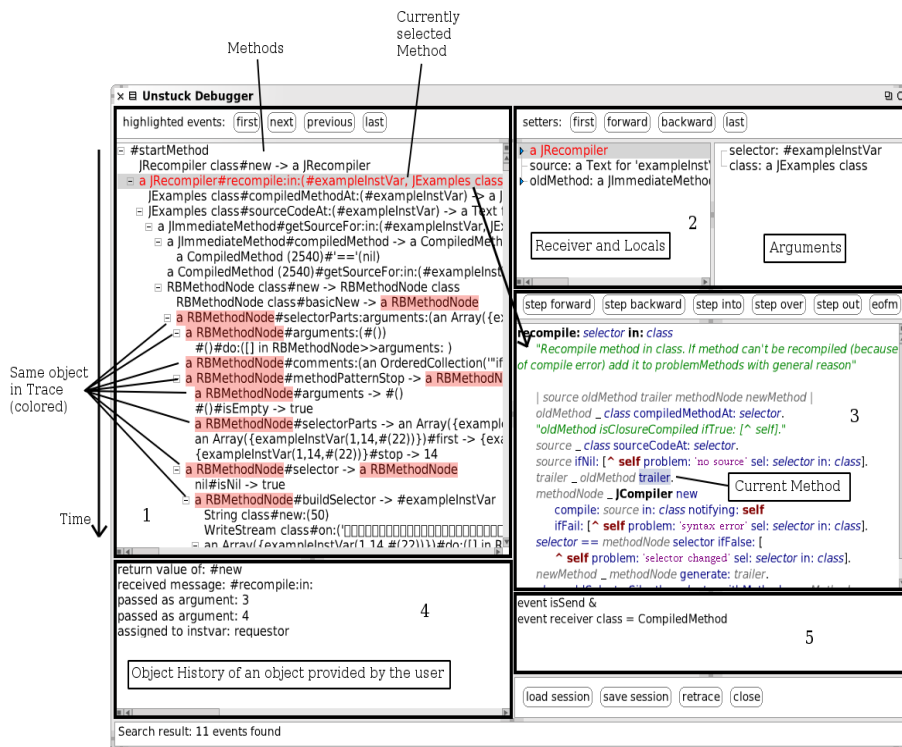 Currently
selected
Method
Methods
Unstuck Debugger
highlighted events: first next previous last
#startMethod
JRecompiler class#new -> a JRecompiler
a JRecompiler#recompile:in:(#exampleInstVar, JExamples class
JExamples class#compiledMethodAt:(#exampleInstVar) -> a J
JExamples class#sourceCodeAt:(#exampleInstVar) -> a Text f
a JImmediateMethod#getSourceFor:in:(#exampleInstVar, JEx
a JImmediateMethod#compiledMethod -> a CompiledMeth
a CompiledMethod (2540)#'=='(nil)
a CompiledMethod (2540)#getSourceFor:in:(#exampleInst
RBMethodNode class#new -> RBMethodNode class
RBMethodNode class#basicNew -> a RBMethodNode
a RBMethodNode#selectorParts:arguments:(an Array({ex
a RBMethodNode#arguments:(#())
#()#do:([] in RBMethodNode>>arguments: )
a RBMethodNode#comments:(an OrderedCollection('"if
a RBMethodNode#methodPatternStop -> a RBMethodN
a RBMethodNode#arguments -> #()
#()#isEmpty -> true
a RBMethodNode#selectorParts -> an Array({exampleIns
an Array({exampleInstVar(1,14,#(22))})#first -> {exa
{exampleInstVar(1,14,#(22))}#stop -> 14
a RBMethodNode#selector -> a RBMethodNode
nil#isNil -> true
a RBMethodNode#buildSelector -> #exampleInstVar
String class#new:(50)
WriteStream class#on:('
an Array({exampleInstVar(1,14,#(22))})#do:([] in R
1
Same object
in Trace
(colored)
Time
setters: first forward backward last
a JRecompiler
source: a Text for 'exampleInstV
oldMethod: a JImmediateMetho
selector: #exampleInstVar
class: a JExamples class
2
Receiver and Locals
Arguments
step forward step backward step into step over step out eofm
recompile: selector in: class
"Recompile method in class. If method can't be recompiled (because
of compile error) add it to problemMethods with general reason"
| source oldMethod trailer methodNode newMethod |
oldMethod _ class compiledMethodAt: selector.
"oldMethod isClosureCompiled ifTrue: [^ self]."
source _ class sourceCodeAt: selector.
source ifNil: [^ self problem: 'no source' sel: selector in: class].
trailer _ oldMethod trailer.
methodNode _ JCompiler new
compile: source in: class notifying: self
ifFail: [^ self problem: 'syntax error' sel: selector in: class].
selector == methodNode selector ifFalse: [
^ self problem: 'selector changed' sel: selector in: class].
newMethod _ methodNode generate: trailer.
3
Current Method
return value of: #new
received message: #recompile:in:
passed as argument: 3
passed as argument: 4
assigned to instvar: requestor
4
Object History of an object provided by the user
event isSend &
event receiver class = CompiledMethod
5
load session save session retrace close
Search result: 11 events found